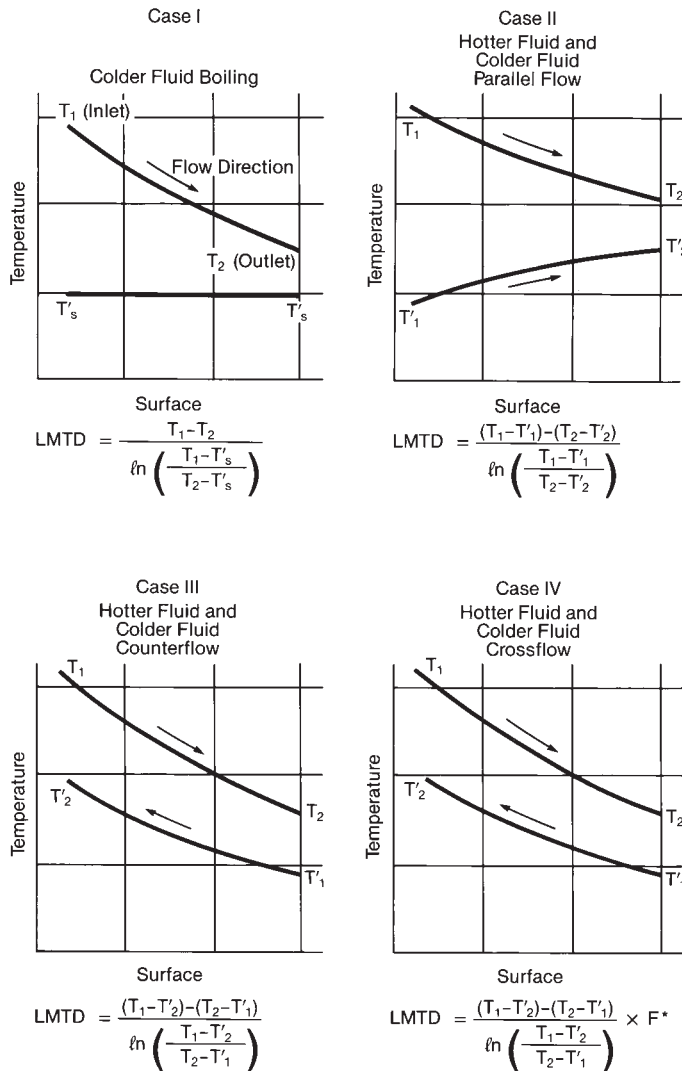 Case I
Colder Fluid Boiling
T₁ (Inlet)
Flow Direction
T₂ (Outlet)
T′ₛ
T′ₛ
Temperature
Surface
LMTD = (T₁−T₂) / ℓn ((T₁−T′ₛ) / (T₂−T′ₛ))
Case II
Hotter Fluid and
Colder Fluid
Parallel Flow
T₁
T₂
T′₂
T′₁
Temperature
Surface
LMTD = ((T₁−T′₁)−(T₂−T′₂)) / ℓn ((T₁−T′₁) / (T₂−T′₂))
Case III
Hotter Fluid and
Colder Fluid
Counterflow
T₁
T′₂
T₂
T′₁
Temperature
Surface
LMTD = ((T₁−T′₂)−(T₂−T′₁)) / ℓn ((T₁−T′₂) / (T₂−T′₁))
Case IV
Hotter Fluid and
Colder Fluid
Crossflow
T₁
T′₂
T₂
T′₁
Temperature
Surface
LMTD = ((T₁−T′₂)−(T₂−T′₁)) / ℓn ((T₁−T′₂) / (T₂−T′₁)) × F*